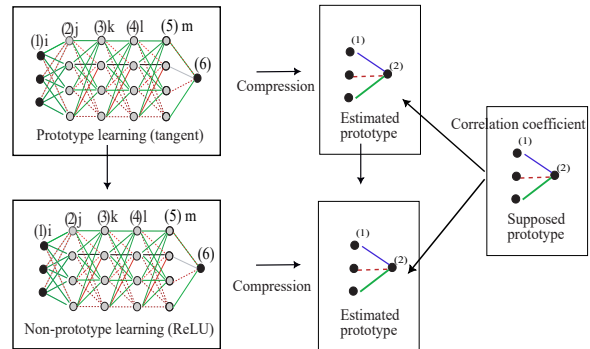 (1)i (2)j (3)k (4)l (5) m
(6)
Prototype learning (tangent)
Compression
(1)
(2)
Estimated
prototype
Correlation coefficient
(1)
(2)
Supposed
prototype
(1)i (2)j (3)k (4)l (5) m
(6)
Non-prototype learning (ReLU)
Compression
(1)
(2)
Estimated
prototype